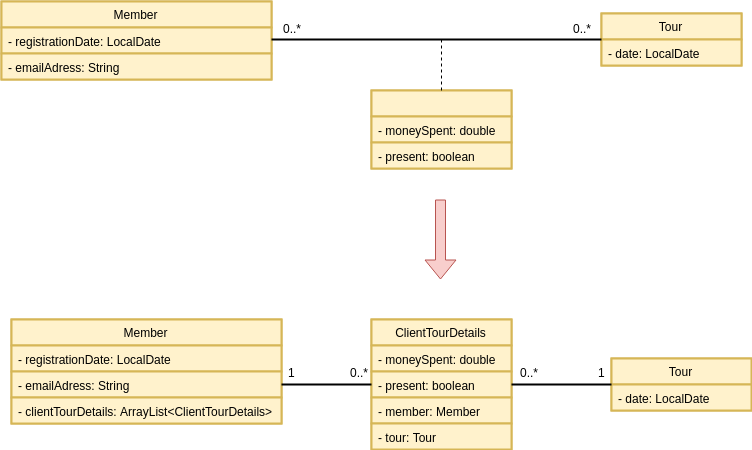 Member
- registrationDate: LocalDate
- emailAdress: String
0..*
0..*
Tour
- date: LocalDate
- moneySpent: double
- present: boolean
Member
- registrationDate: LocalDate
- emailAdress: String
- clientTourDetails: ArrayList<ClientTourDetails>
1
0..*
ClientTourDetails
- moneySpent: double
- present: boolean
- member: Member
- tour: Tour
0..*
1
Tour
- date: LocalDate